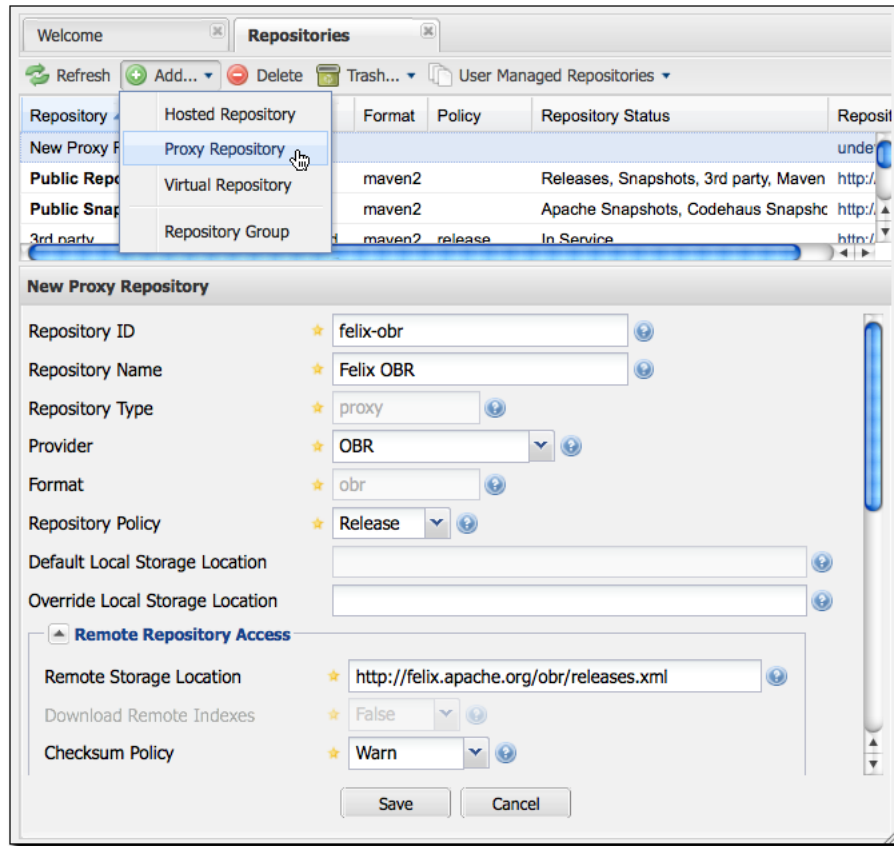 Welcome Repositories
Refresh Add... Delete Trash... User Managed Repositories
Repository Format Policy Repository Status
Hosted Repository
Proxy Repository
Virtual Repository
Repository Group
New Proxy
Public
maven2 Releases, Snapshots, 3rd party, Maven http:/
Public
maven2 Apache Snapshots, Codehaus http:/
3rd party maven2 release In Service http:/
New Proxy Repository
Repository ID felix-obr
Repository Name Felix OBR
Repository Type proxy
Provider OBR
Format obr
Repository Policy Release
Default Local Storage Location
Override Local Storage Location
Remote Repository Access
Remote Storage Location http://felix.apache.org/obr/releases.xml
Download Remote Indexes False
Checksum Policy Warn
Save Cancel